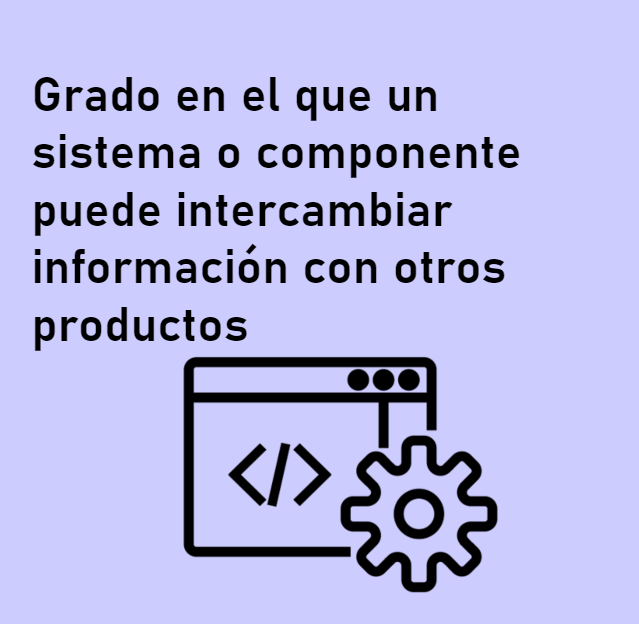 Grado en el que un
sistema o componente
puede intercambiar
información con otros
productos
</>